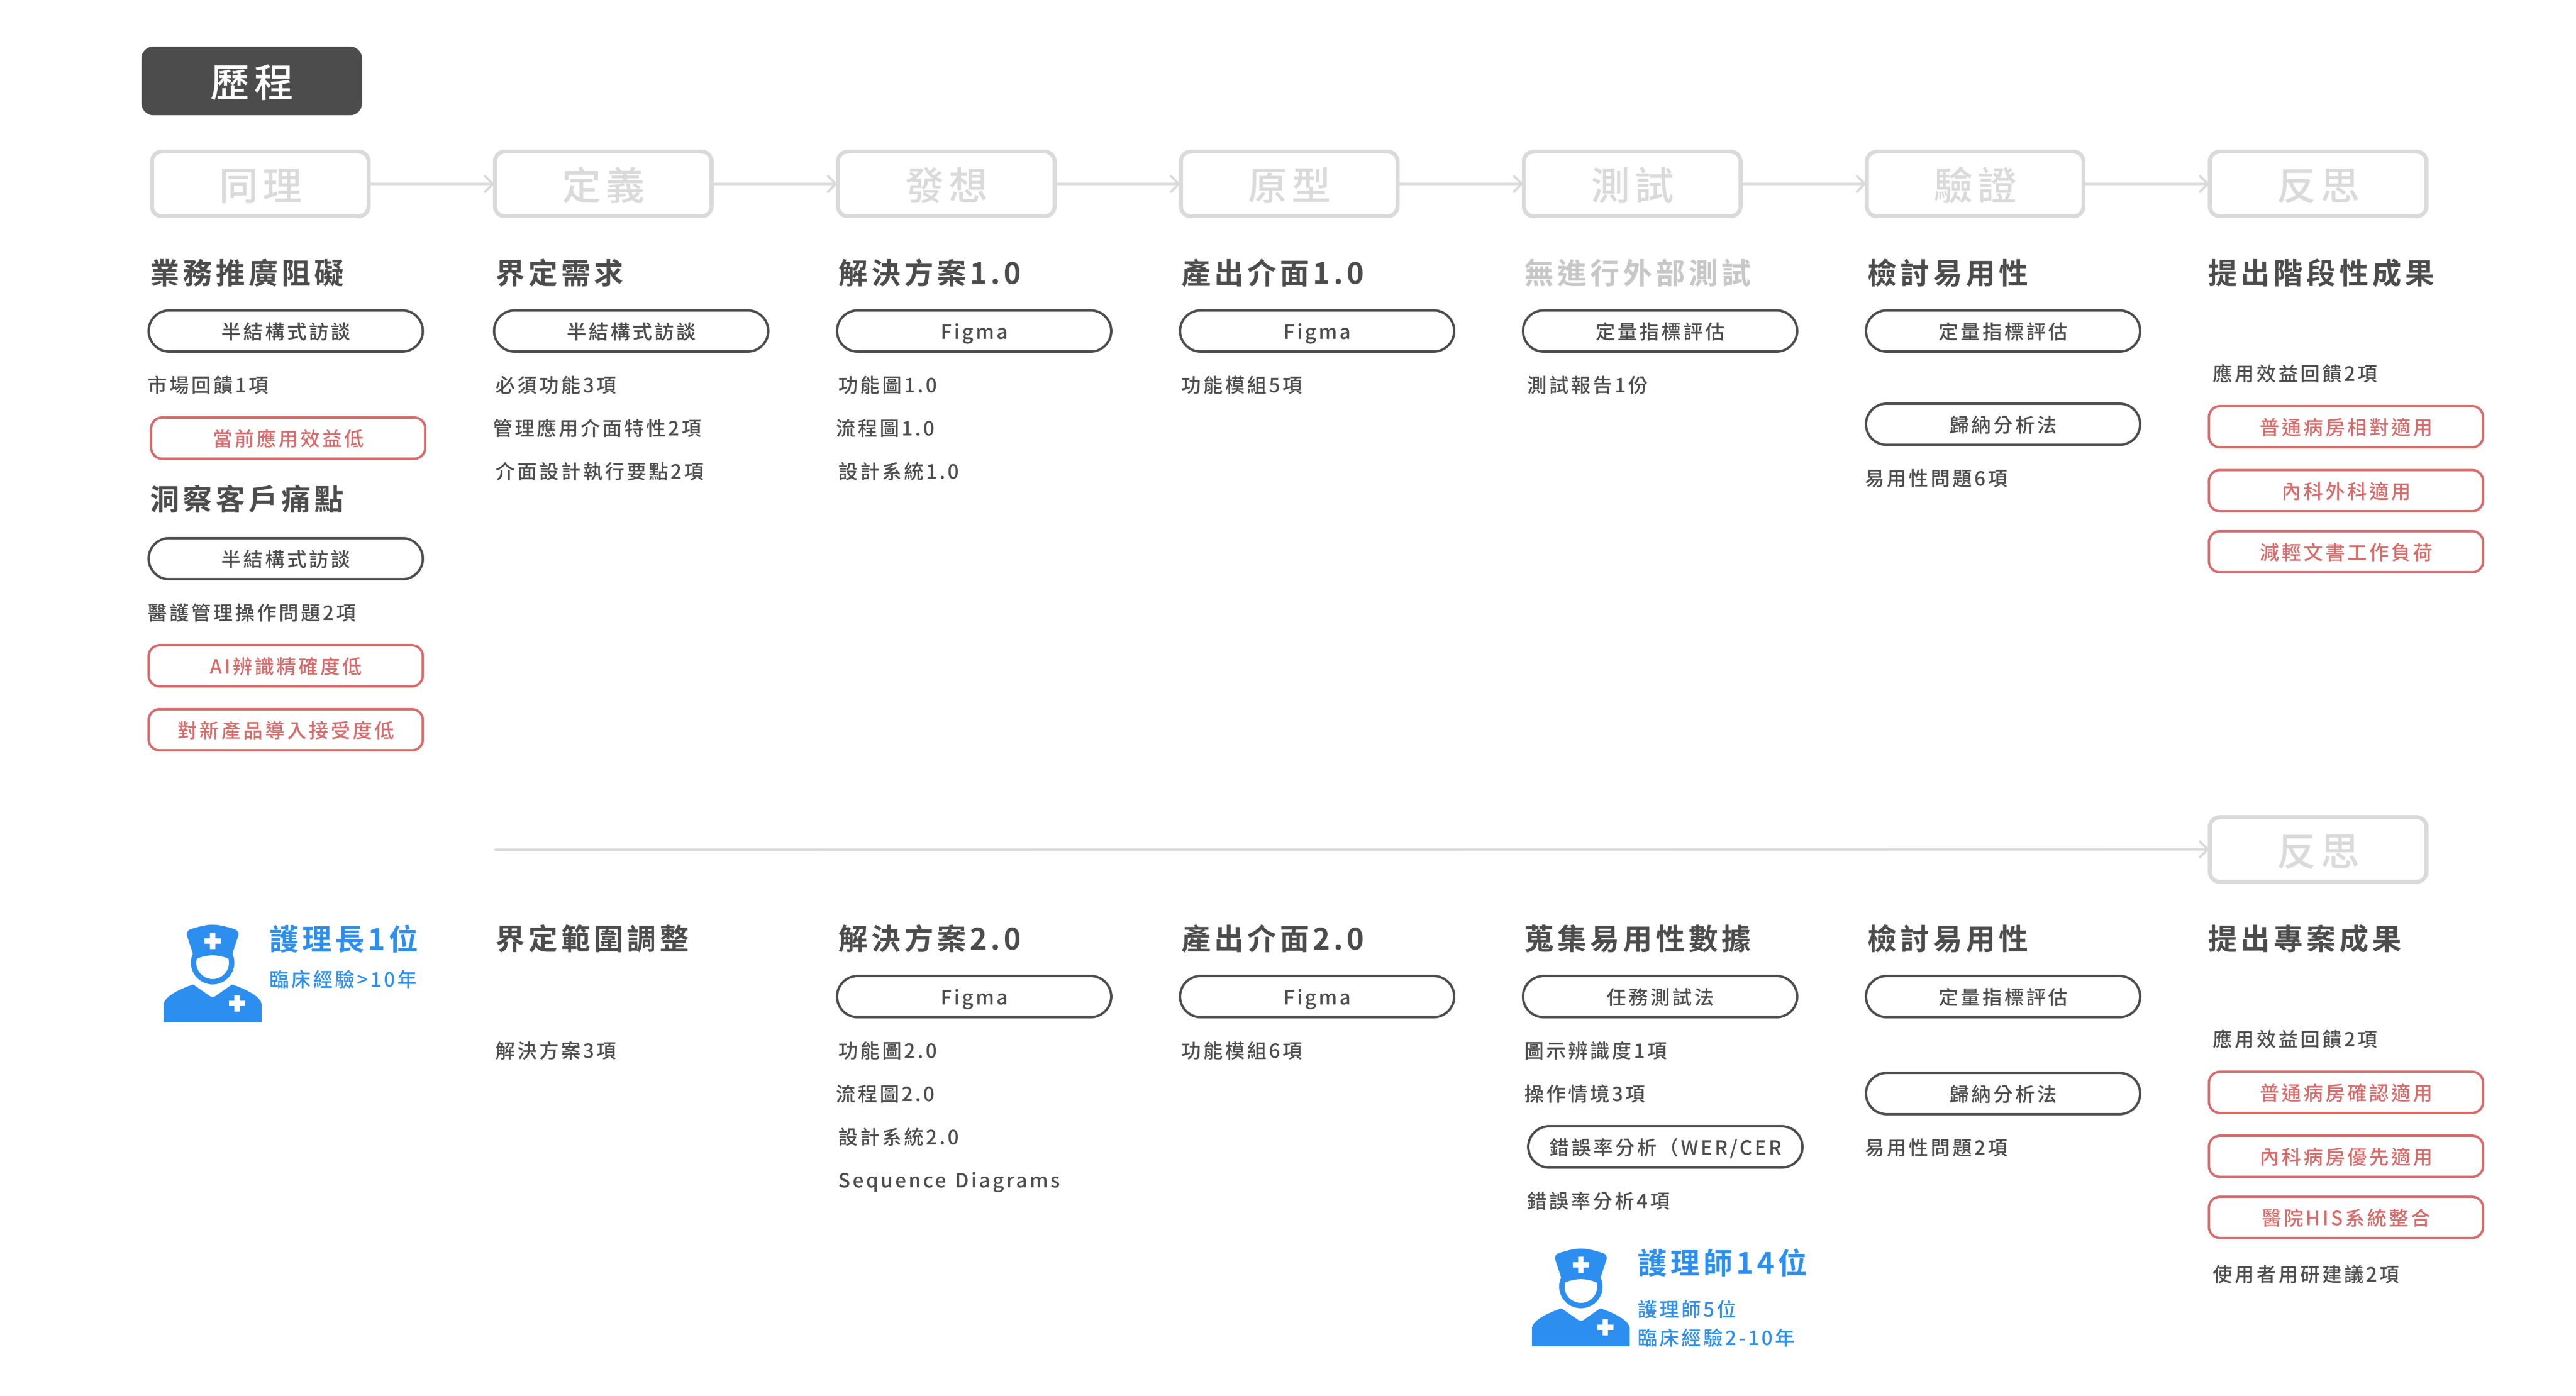 歷程
同理
定義
發想
原型
測試
驗證
反思
業務推廣阻礙
半結構式訪談
市場回饋1項
當前應用效益低
洞察客戶痛點
半結構式訪談
醫護管理操作問題2項
AI辨識精確度低
對新產品導入接受度低
界定需求
半結構式訪談
必須功能3項
管理應用介面特性2項
介面設計執行要點2項
解決方案1.0
Figma
功能圖1.0
流程圖1.0
設計系統1.0
產出介面1.0
Figma
功能模組5項
無進行外部測試
定量指標評估
測試報告1份
檢討易用性
定量指標評估
歸納分析法
易用性問題6項
提出階段性成果
應用效益回饋2項
普通病房相對適用
內科外科適用
減輕文書工作負荷
反思
護理長1位
臨床經驗>10年
界定範圍調整
解決方案3項
解決方案2.0
Figma
功能圖2.0
流程圖2.0
設計系統2.0
Sequence Diagrams
產出介面2.0
Figma
功能模組6項
蒐集易用性數據
任務測試法
圖示辨識度1項
操作情境3項
錯誤率分析（WER/CER
錯誤率分析4項
護理師14位
護理師5位
臨床經驗2-10年
檢討易用性
定量指標評估
歸納分析法
易用性問題2項
提出專案成果
應用效益回饋2項
普通病房確認適用
內科病房優先適用
醫院HIS系統整合
使用者用研建議2項